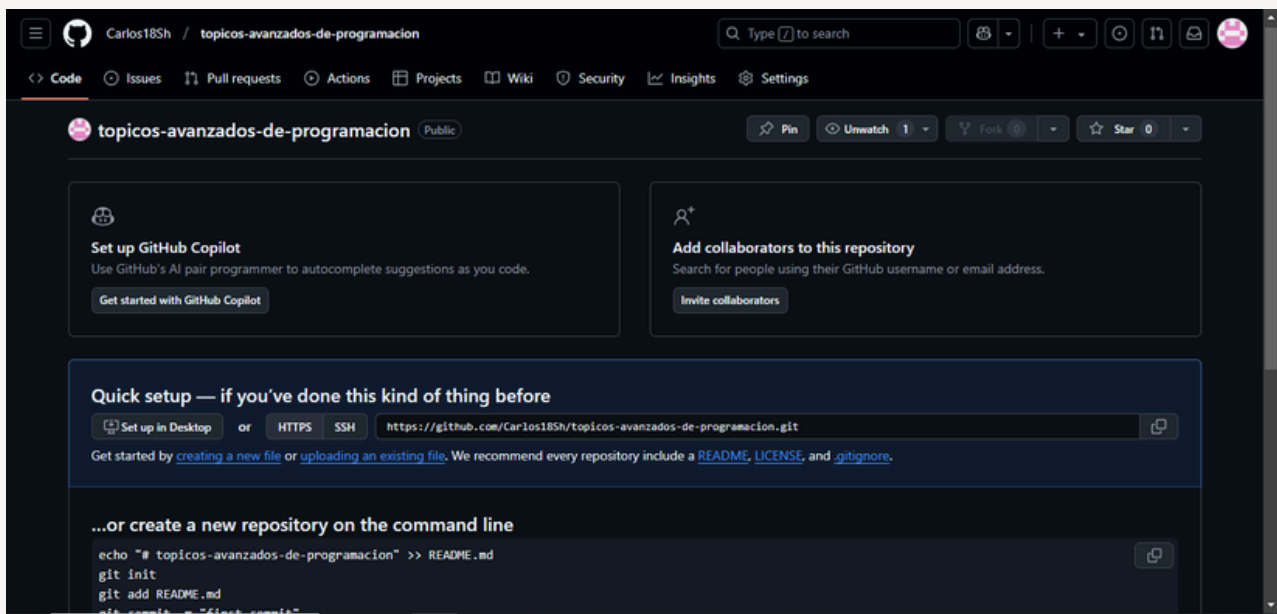 Carlos18Sh / topicos-avanzados-de-programacion
Type / to search
Code Issues Pull requests Actions Projects Wiki Security Insights Settings
topicos-avanzados-de-programacion Public
Pin Unwatch 1 Fork 0 Star 0
Set up GitHub Copilot
Use GitHub's AI pair programmer to autocomplete suggestions as you code.
Get started with GitHub Copilot
Add collaborators to this repository
Search for people using their GitHub username or email address.
Invite collaborators
Quick setup — if you've done this kind of thing before
Set up in Desktop or HTTPS SSH https://github.com/Carlos18Sh/topicos-avanzados-de-programacion.git
Get started by creating a new file or uploading an existing file. We recommend every repository include a README, LICENSE, and .gitignore.
...or create a new repository on the command line
echo "# topicos-avanzados-de-programacion" >> README.md
git init
git add README.md
git commit -m "first commit"